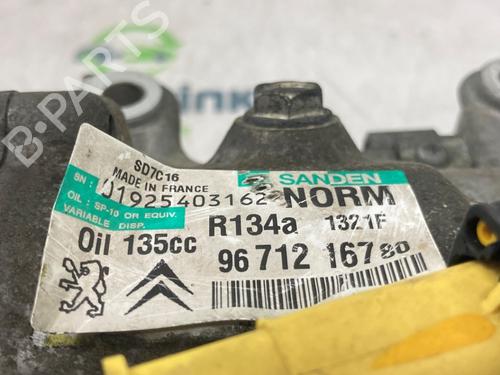 B-PARTS
SD7C16
MADE IN FRANCE
SANDEN
SN:
01925403162 NORM
OIL: SP-10 OR EQUIV.
VARIABLE DISP.
R134a 1321F
Oil 135cc
96 712 167 80